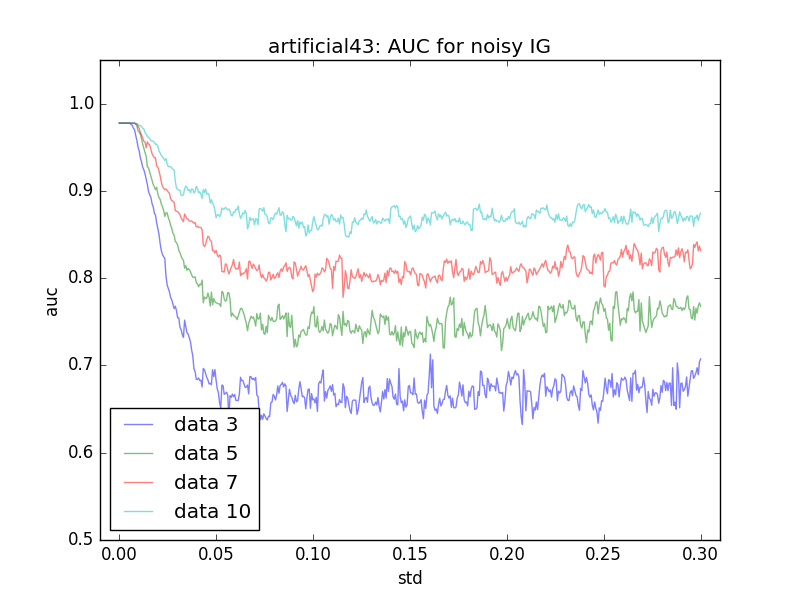 artificial43: AUC for noisy IG
1.0
0.9
0.8
0.7
0.6
0.5
auc
data 3
data 5
data 7
data 10
0.00 0.05 0.10 0.15 0.20 0.25 0.30
std